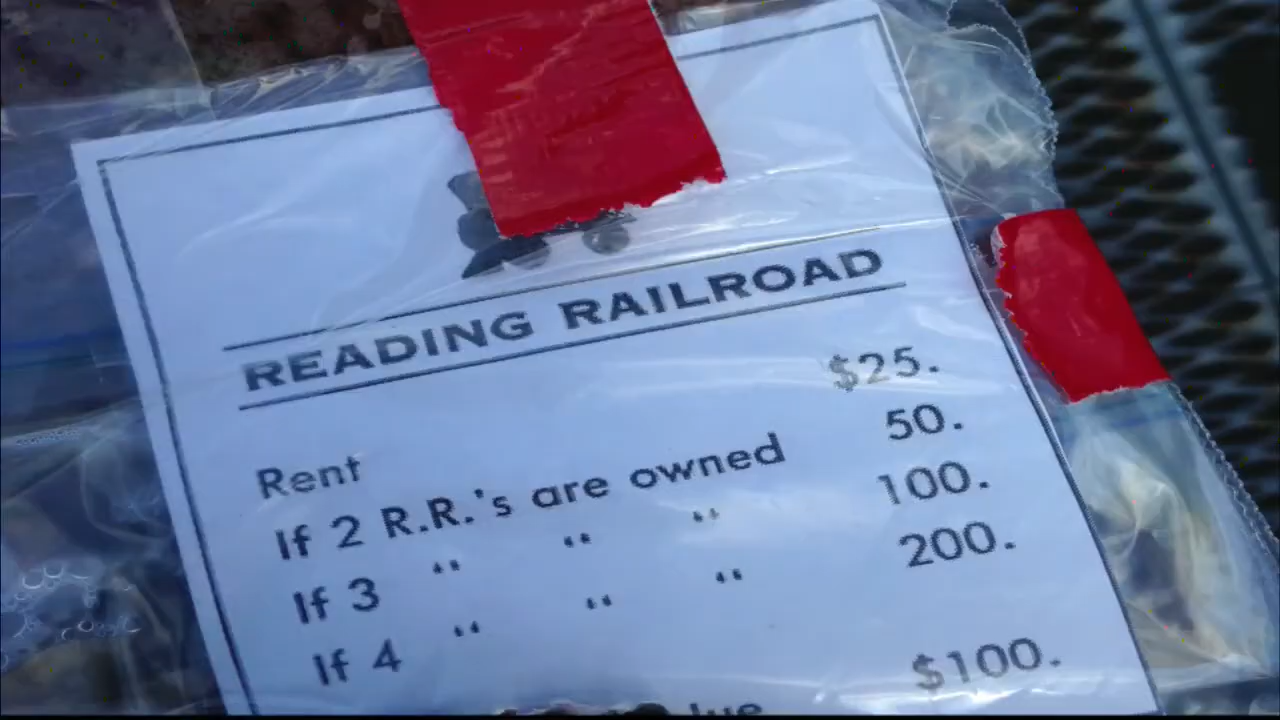 READING RAILROAD
Rent $25.
If 2 R.R.'s are owned 50.
If 3 " " " 100.
If 4 " " " 200.
$100.